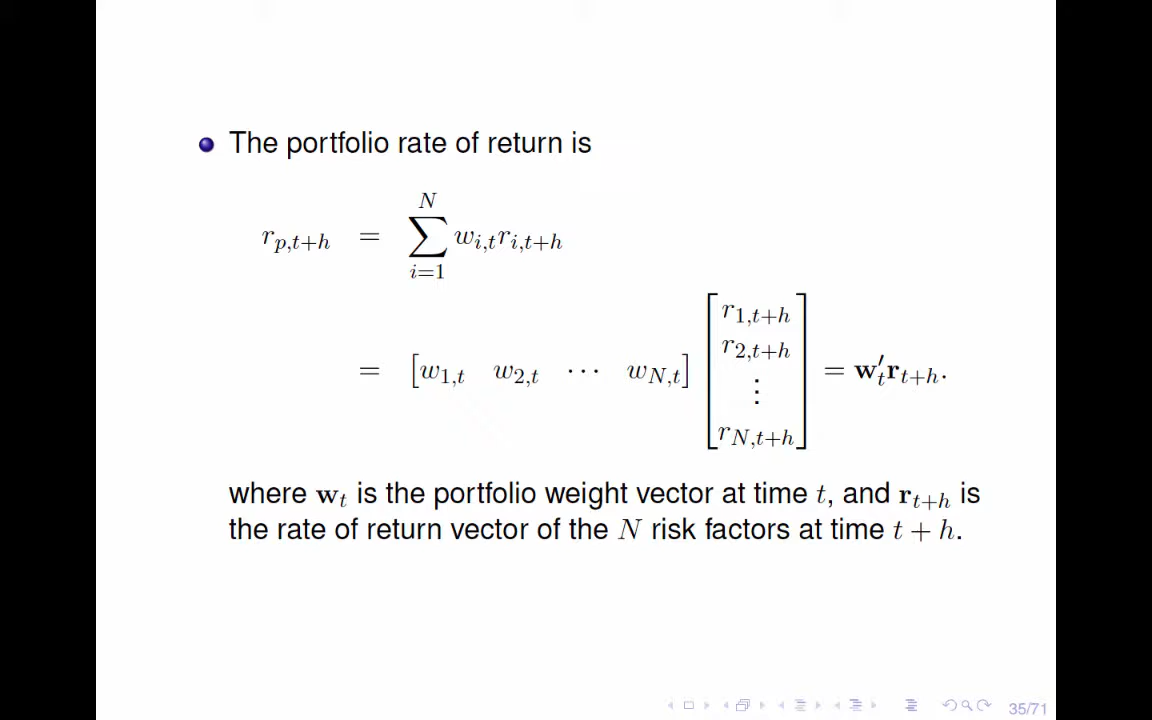 The portfolio rate of return is
r_{p,t+h} = \sum_{i=1}^{N} w_{i,t} r_{i,t+h}
= [w_{1,t} w_{2,t} ⋯ w_{N,t}] [r_{1,t+h} r_{2,t+h} ⋮ r_{N,t+h}] = w′_t r_{t+h}.
where w_t is the portfolio weight vector at time t, and r_{t+h} is
the rate of return vector of the N risk factors at time t + h.
35/71